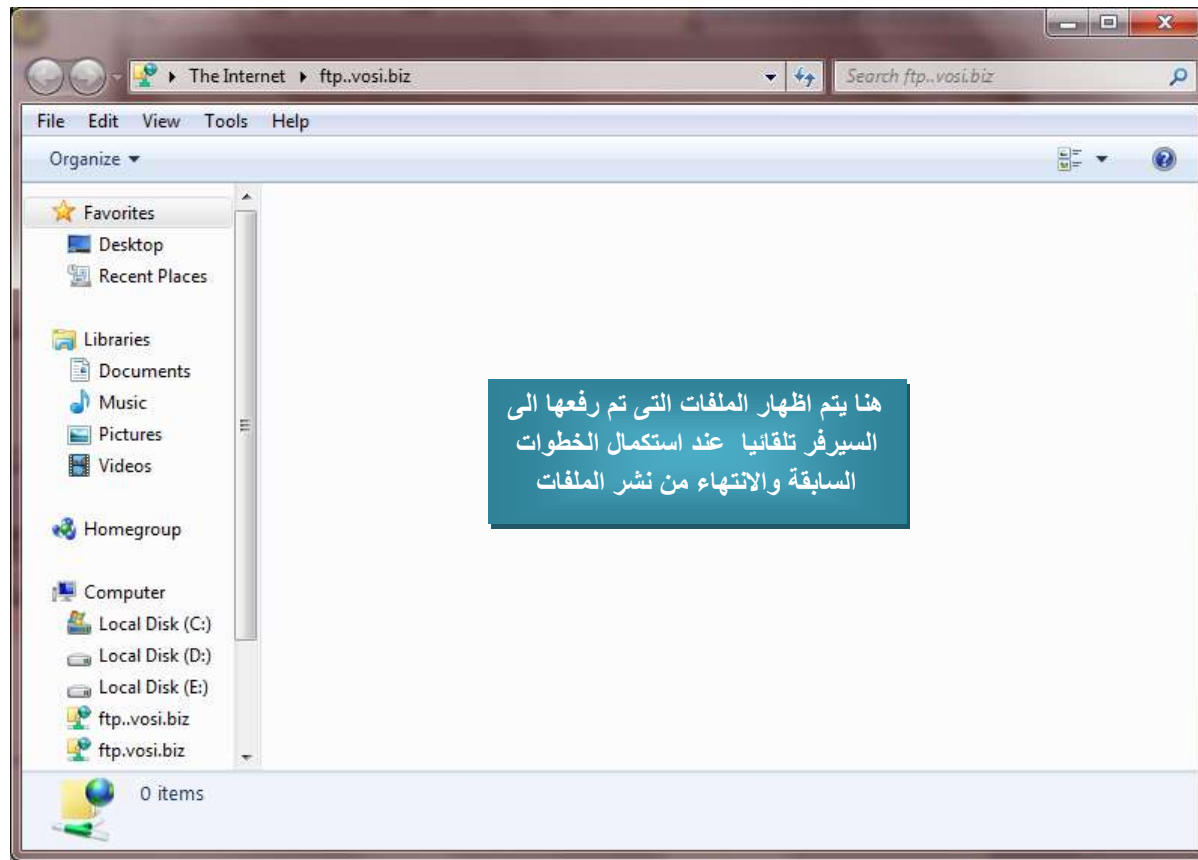 The Internet ftp..vosi.biz Search ftp..vosi.biz
File Edit View Tools Help
Organize
Favorites
Desktop
Recent Places
Libraries
Documents
Music
Pictures
Videos
Homegroup
Computer
Local Disk (C:)
Local Disk (D:)
Local Disk (E:)
ftp..vosi.biz
ftp.vosi.biz
هنا يتم اظهار الملفات التى تم رفعها الى
السيرفر تلقائيا عند استكمال الخطوات
السابقة والانتهاء من نشر الملفات
0 items